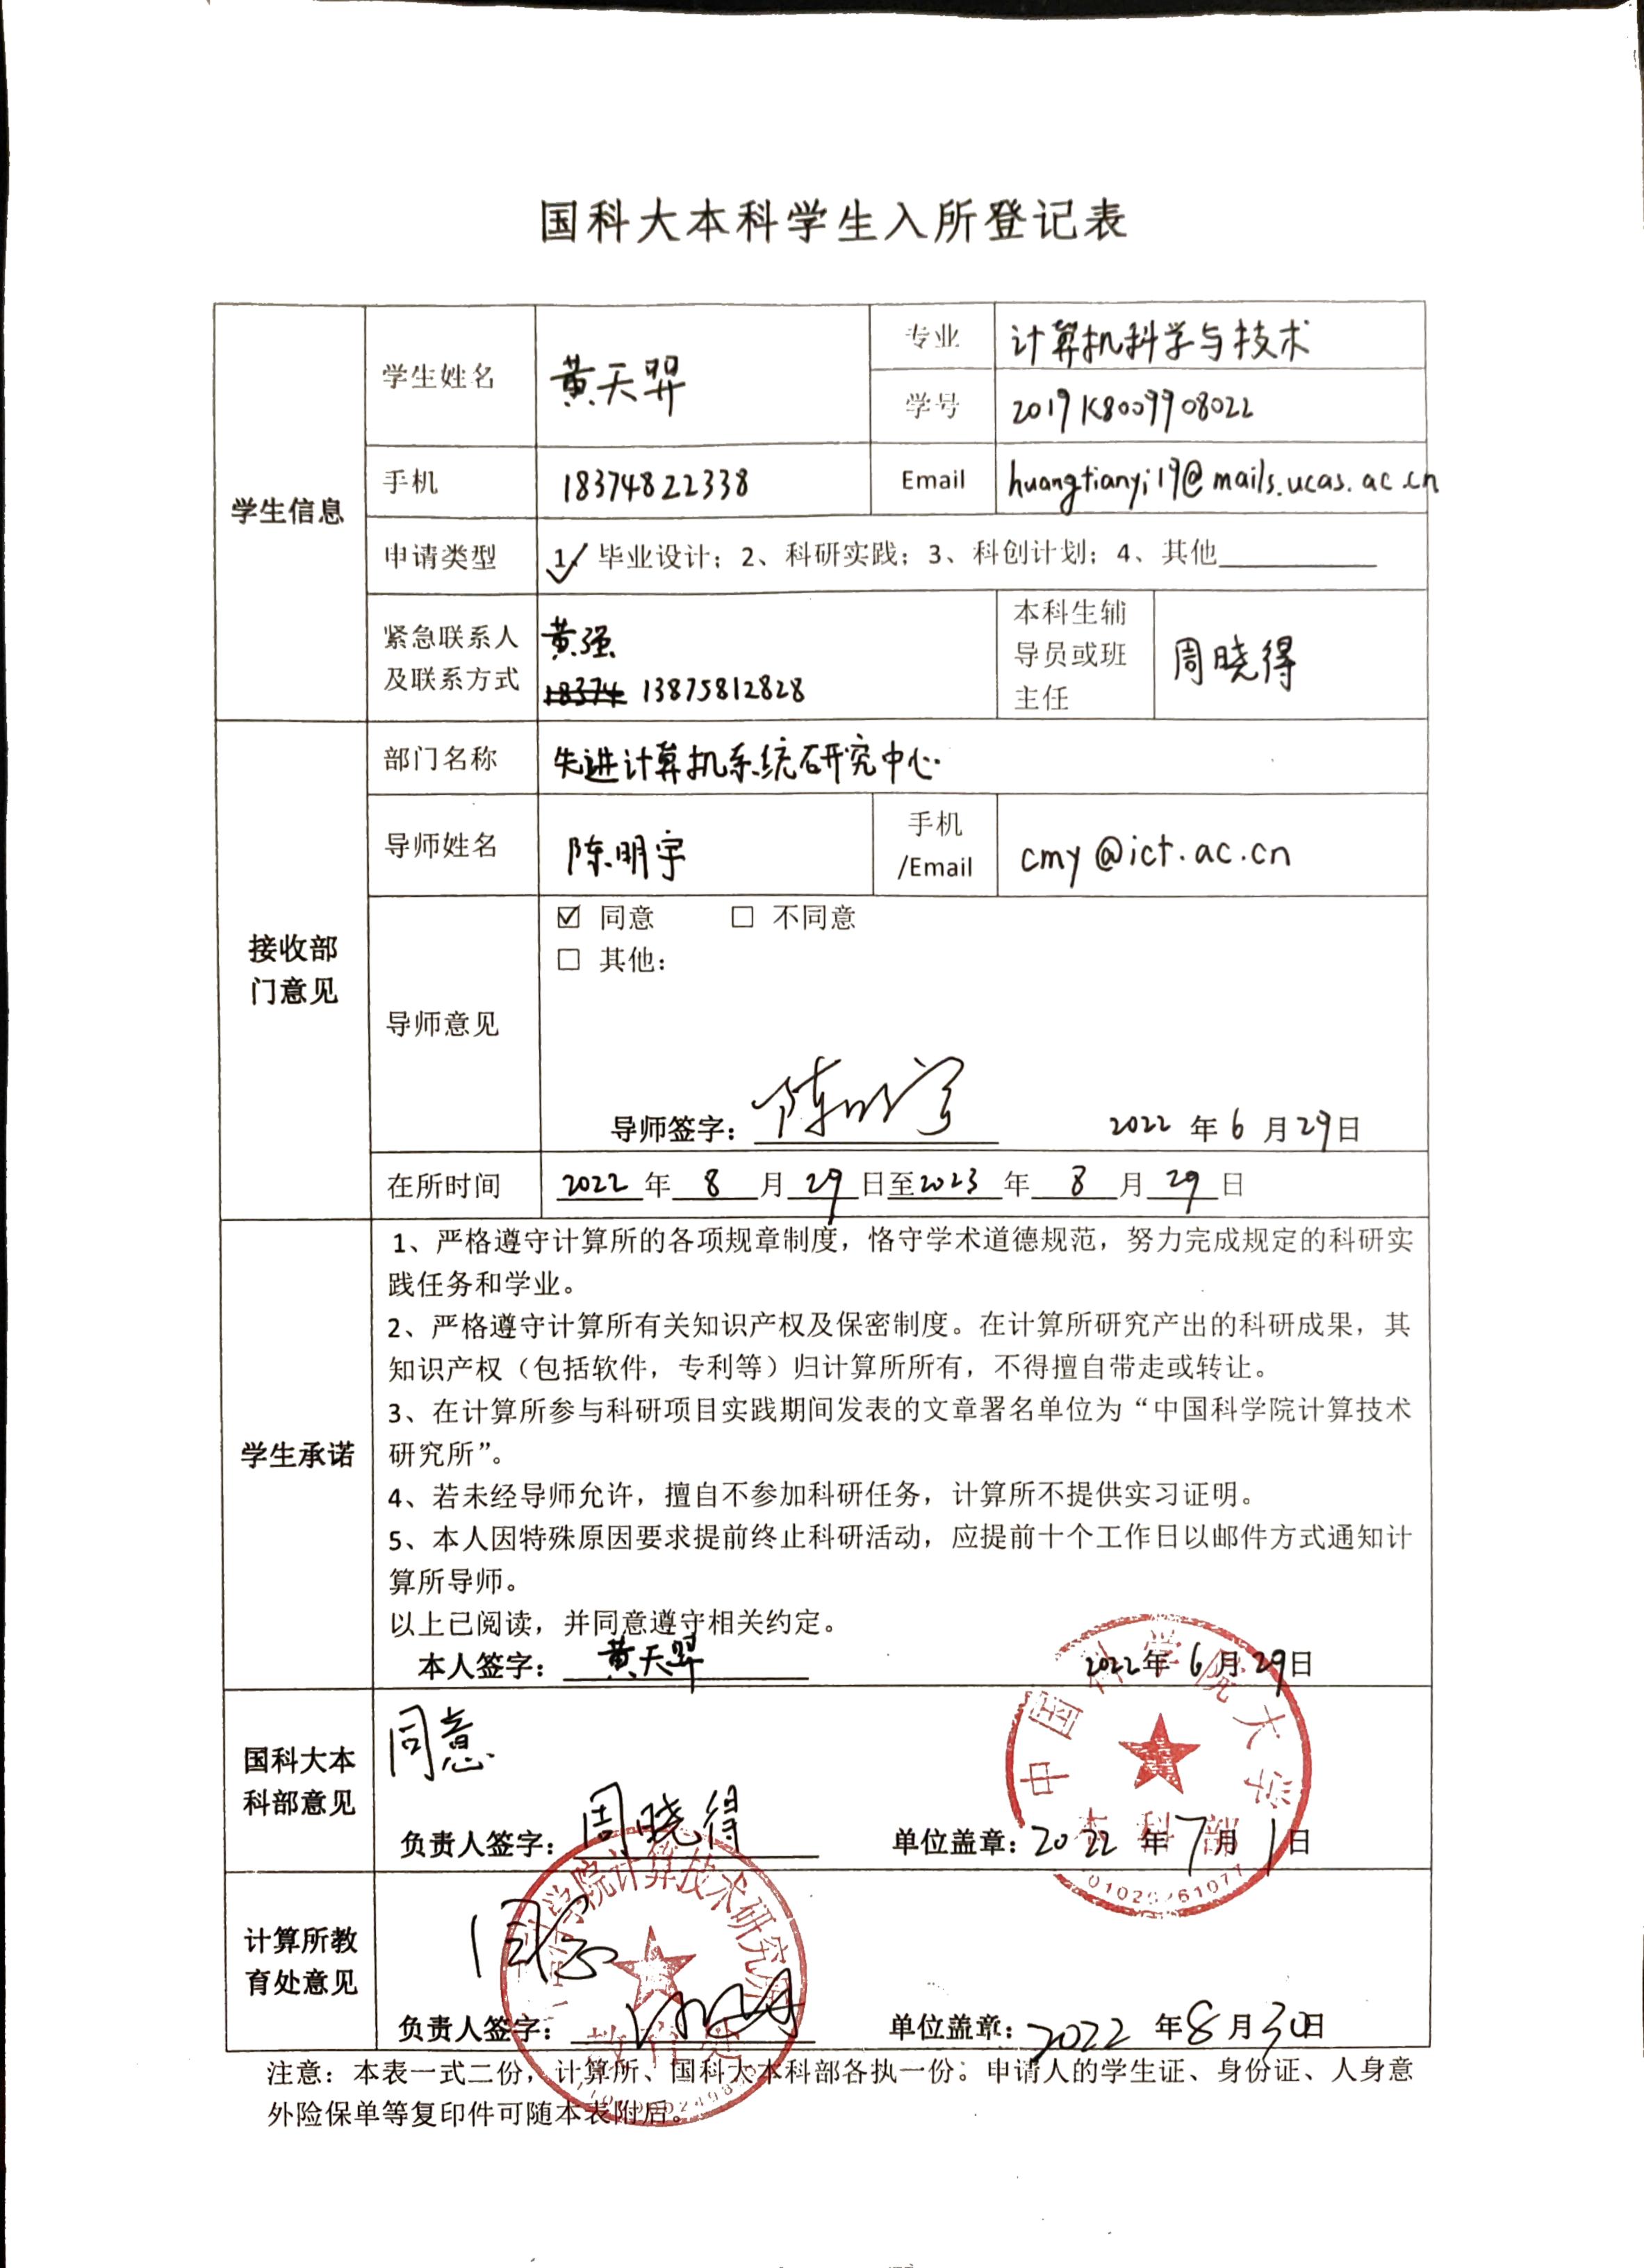 国科大本科学生入所登记表
学生信息
学生姓名
黄天羿
专业
计算机科学与技术
学号
2019K8009908022
手机
18374822338
Email
huangtianyi19@mails.ucas.ac.cn
申请类型
1、毕业设计；2、科研实践；3、科创计划；4、其他
紧急联系人
及联系方式
黄强
18374 13875812828
本科生辅
导员或班
主任
周晓得
接收部
门意见
部门名称
先进计算机系统研究中心
导师姓名
陈明宇
手机
/Email
cmy@ict.ac.cn
导师意见
☑ 同意 □ 不同意
□ 其他：
导师签字：陈明宇 2022 年 6 月 29 日
在所时间
2022 年 8 月 29 日至 2023 年 8 月 29 日
学生承诺
1、严格遵守计算所的各项规章制度，恪守学术道德规范，努力完成规定的科研实
践任务和学业。
2、严格遵守计算所有关知识产权及保密制度。在计算所研究产出的科研成果，其
知识产权（包括软件，专利等）归计算所所有，不得擅自带走或转让。
3、在计算所参与科研项目实践期间发表的文章署名单位为“中国科学院计算技术
研究所”。
4、若未经导师允许，擅自不参加科研任务，计算所不提供实习证明。
5、本人因特殊原因要求提前终止科研活动，应提前十个工作日以邮件方式通知计
算所导师。
以上已阅读，并同意遵守相关约定。
本人签字：黄天羿 2022年 6 月 29日
国科大本
科部意见
同意
负责人签字：周晓得 单位盖章：2022 年 7 月 1 日
中国科学院大学
本科部
计算所教
育处意见
同意
负责人签字： 单位盖章：2022 年 8 月 30日
学院计算技术研究所
教育处
注意：本表一式二份，计算所、国科大本科部各执一份。申请人的学生证、身份证、人身意
外险保单等复印件可随本表附后。